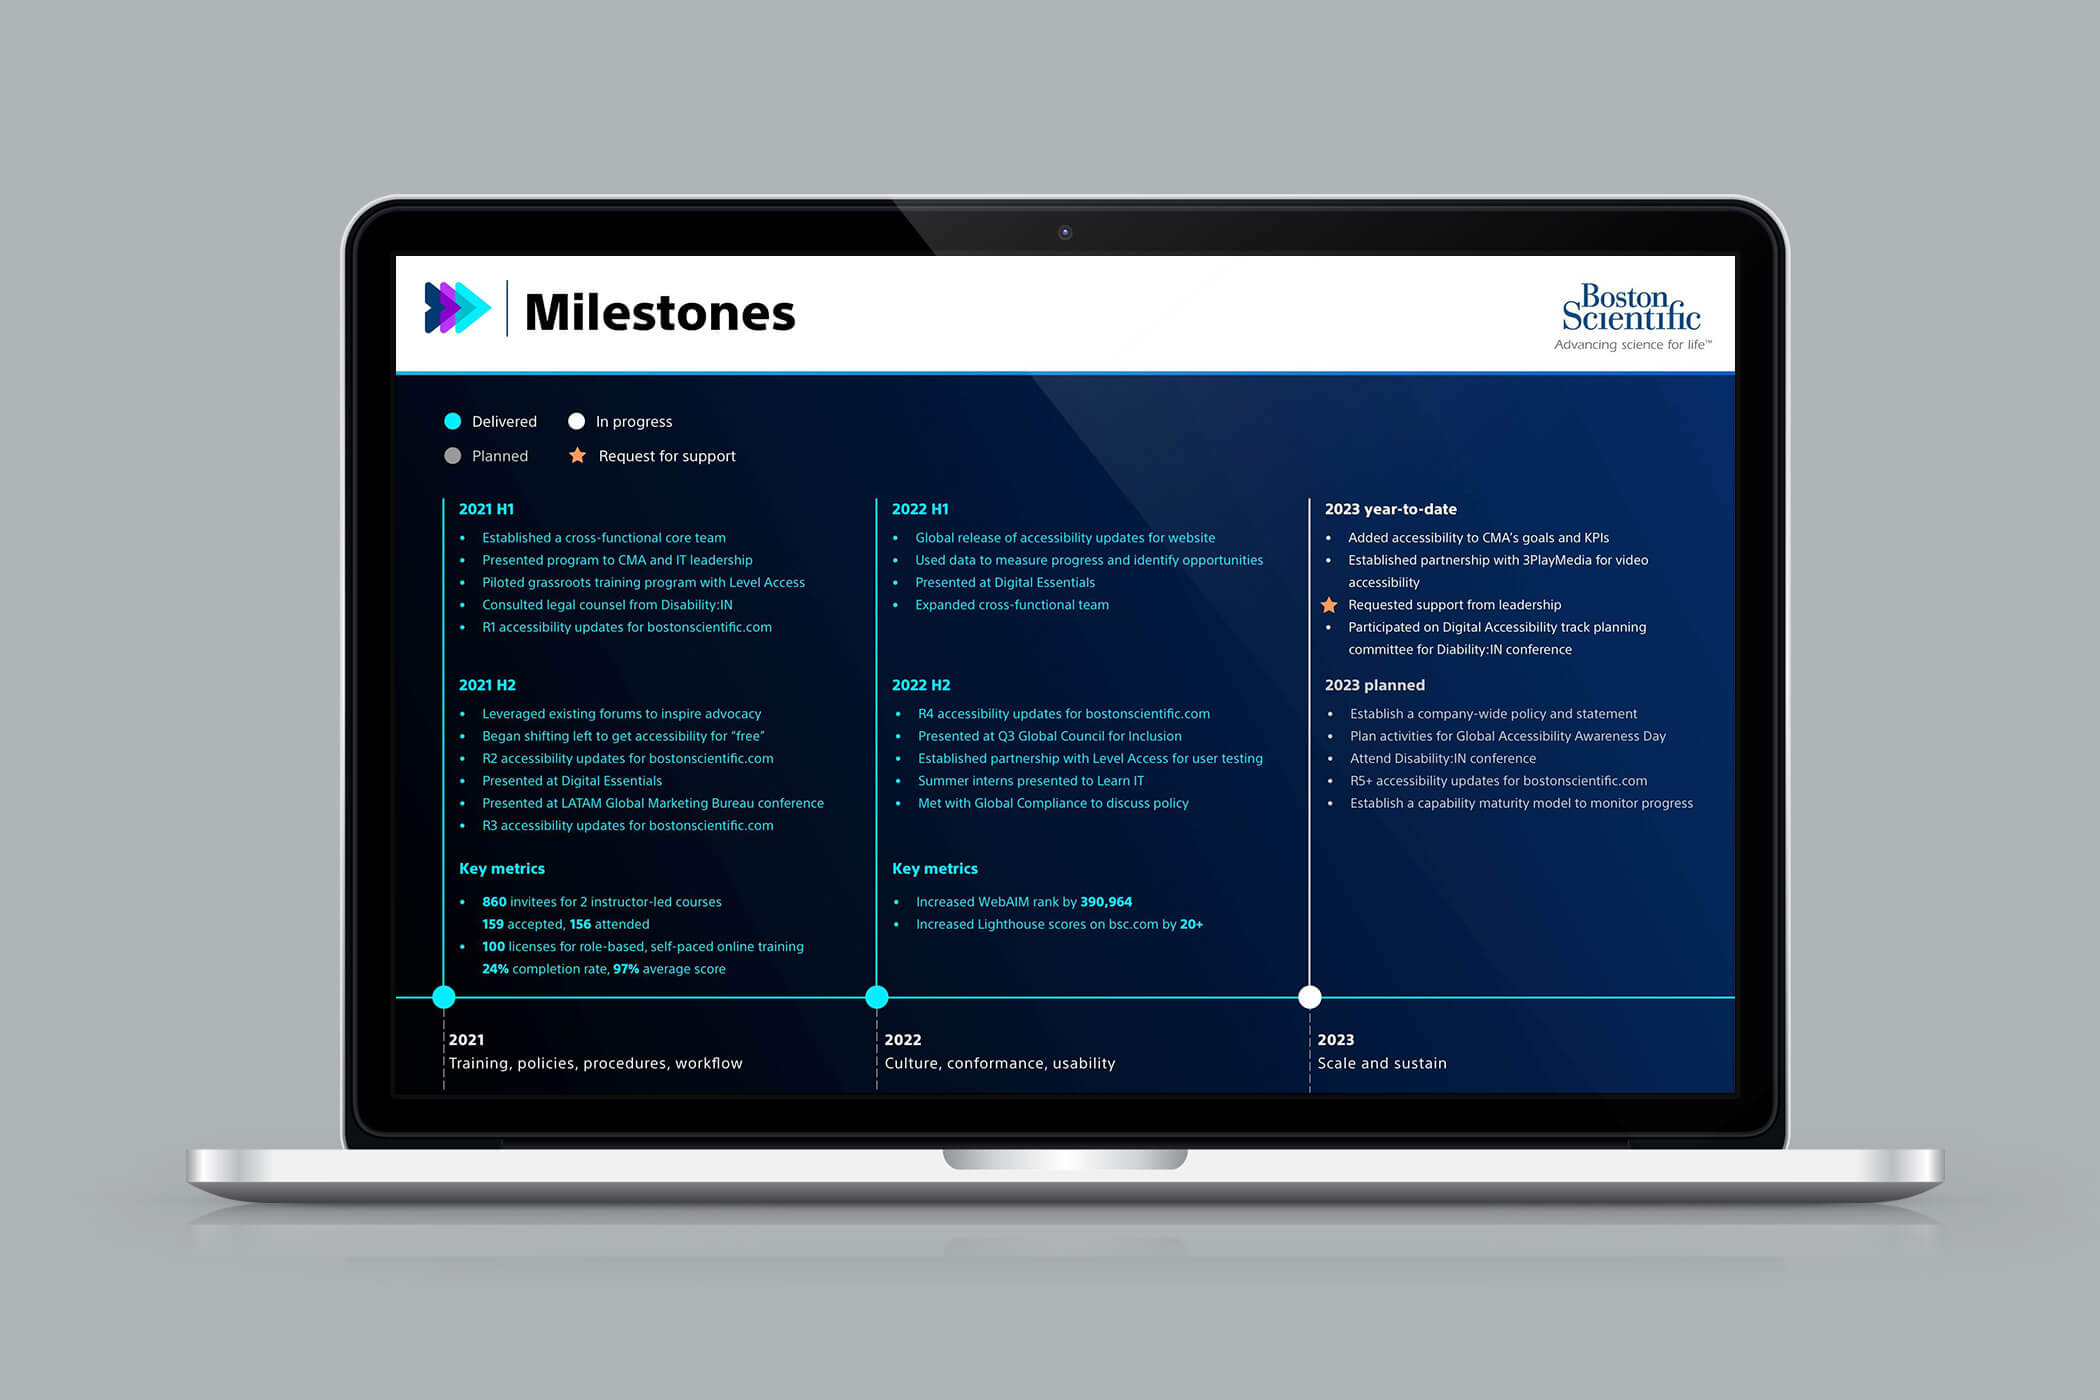 Milestones
Boston
Scientific
Advancing science for life™
Delivered
In progress
Planned
Request for support
2021 H1
• Established a cross-functional core team
• Presented program to CMA and IT leadership
• Piloted grassroots training program with Level Access
• Consulted legal counsel from Disability:IN
• R1 accessibility updates for bostonscientific.com
2021 H2
• Leveraged existing forums to inspire advocacy
• Began shifting left to get accessibility for “free”
• R2 accessibility updates for bostonscientific.com
• Presented at Digital Essentials
• Presented at LATAM Global Marketing Bureau conference
• R3 accessibility updates for bostonscientific.com
Key metrics
• 860 invitees for 2 instructor-led courses
159 accepted, 156 attended
• 100 licenses for role-based, self-paced online training
24% completion rate, 97% average score
2022 H1
• Global release of accessibility updates for website
• Used data to measure progress and identify opportunities
• Presented at Digital Essentials
• Expanded cross-functional team
2022 H2
• R4 accessibility updates for bostonscientific.com
• Presented at Q3 Global Council for Inclusion
• Established partnership with Level Access for user testing
• Summer interns presented to Learn IT
• Met with Global Compliance to discuss policy
Key metrics
• Increased WebAIM rank by 390,964
• Increased Lighthouse scores on bsc.com by 20+
2023 year-to-date
• Added accessibility to CMA’s goals and KPIs
• Established partnership with 3PlayMedia for video
accessibility
Requested support from leadership
• Participated on Digital Accessibility track planning
committee for Diability:IN conference
2023 planned
• Establish a company-wide policy and statement
• Plan activities for Global Accessibility Awareness Day
• Attend Disability:IN conference
• R5+ accessibility updates for bostonscientific.com
• Establish a capability maturity model to monitor progress
2021
Training, policies, procedures, workflow
2022
Culture, conformance, usability
2023
Scale and sustain